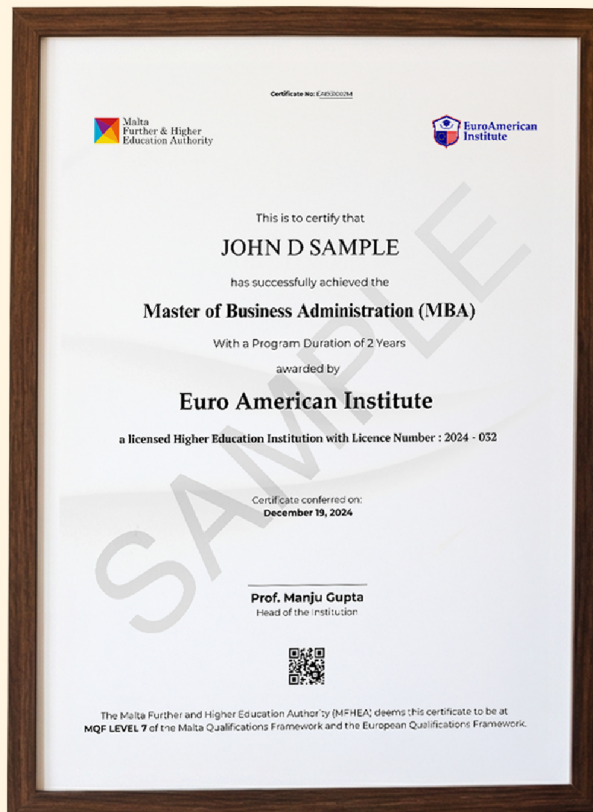 Certificate No:
Malta
Further & Higher
Education Authority
EuroAmerican
Institute
This is to certify that
JOHN D SAMPLE
has successfully achieved the
Master of Business Administration (MBA)
With a Program Duration of 2 Years
awarded by
Euro American Institute
a licensed Higher Education Institution with Licence Number : 2024 - 032
SAMPLE
Certificate conferred on:
December 19, 2024
Prof. Manju Gupta
Head of the Institution
The Malta Further and Higher Education Authority (MFHEA) deems this certificate to be at
MQF LEVEL 7 of the Malta Qualifications Framework and the European Qualifications Framework.